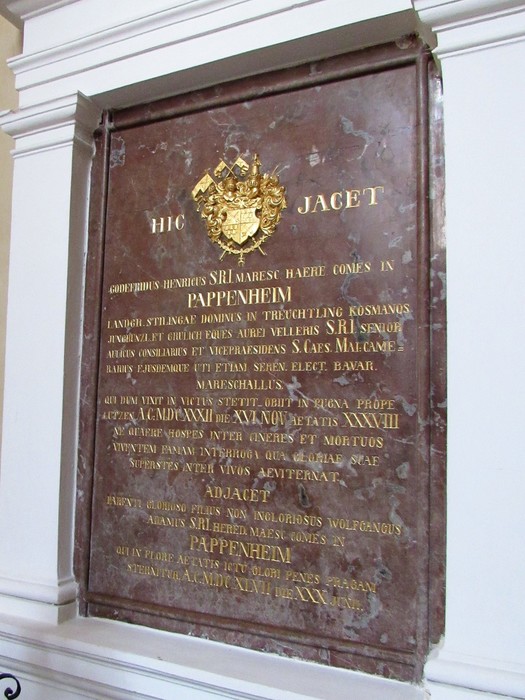 HIC JACET
GODEFRIDUS HENRICUS S.R.I. MARESC HAERE COMES IN
PAPPENHEIM
LANDGR. STILINGAE DOMINUS IN TREUCHTLING KOSMANOS
JUNGBUNZL. ET GRULICH EQUES AUREI VELLERIS S.R.I. SENIOR
AULICUS CONSILIARIUS ET VICEPRAESIDENS S. CAES. MAI. CAME=
RARIUS EJUSDEMQUE UTI ETIAM SEREN. ELECT. BAVAR.
MARESCHALLUS.
QUI DUM VIXIT IN VICTUS STETIT. OBIIT IN PUGNA PROPE
LUTZEN. A.C. MDCXXXII DIE XVI NOV. AETATIS XXXVIII
NE QUAERE HOSPES INTER CINERES ET MORTUOS
VIVENTEM FAMAM INTERROGA QUA GLORIAE SUAE
SUPERSTES INTER VIVOS AEVITERNAT.
ADJACET
PARENTI GLORIOSO FILIUS NON INGLORIOSUS WOLFGANGUS
ADAMUS S.R.I. HERED. MAESC. COMES IN
PAPPENHEIM
QUI IN FLORE AETATIS ICTU GLOBI PENES PRAGAM
STERNITUR. A.C. MDCXLVII DIE XXX JUNII.